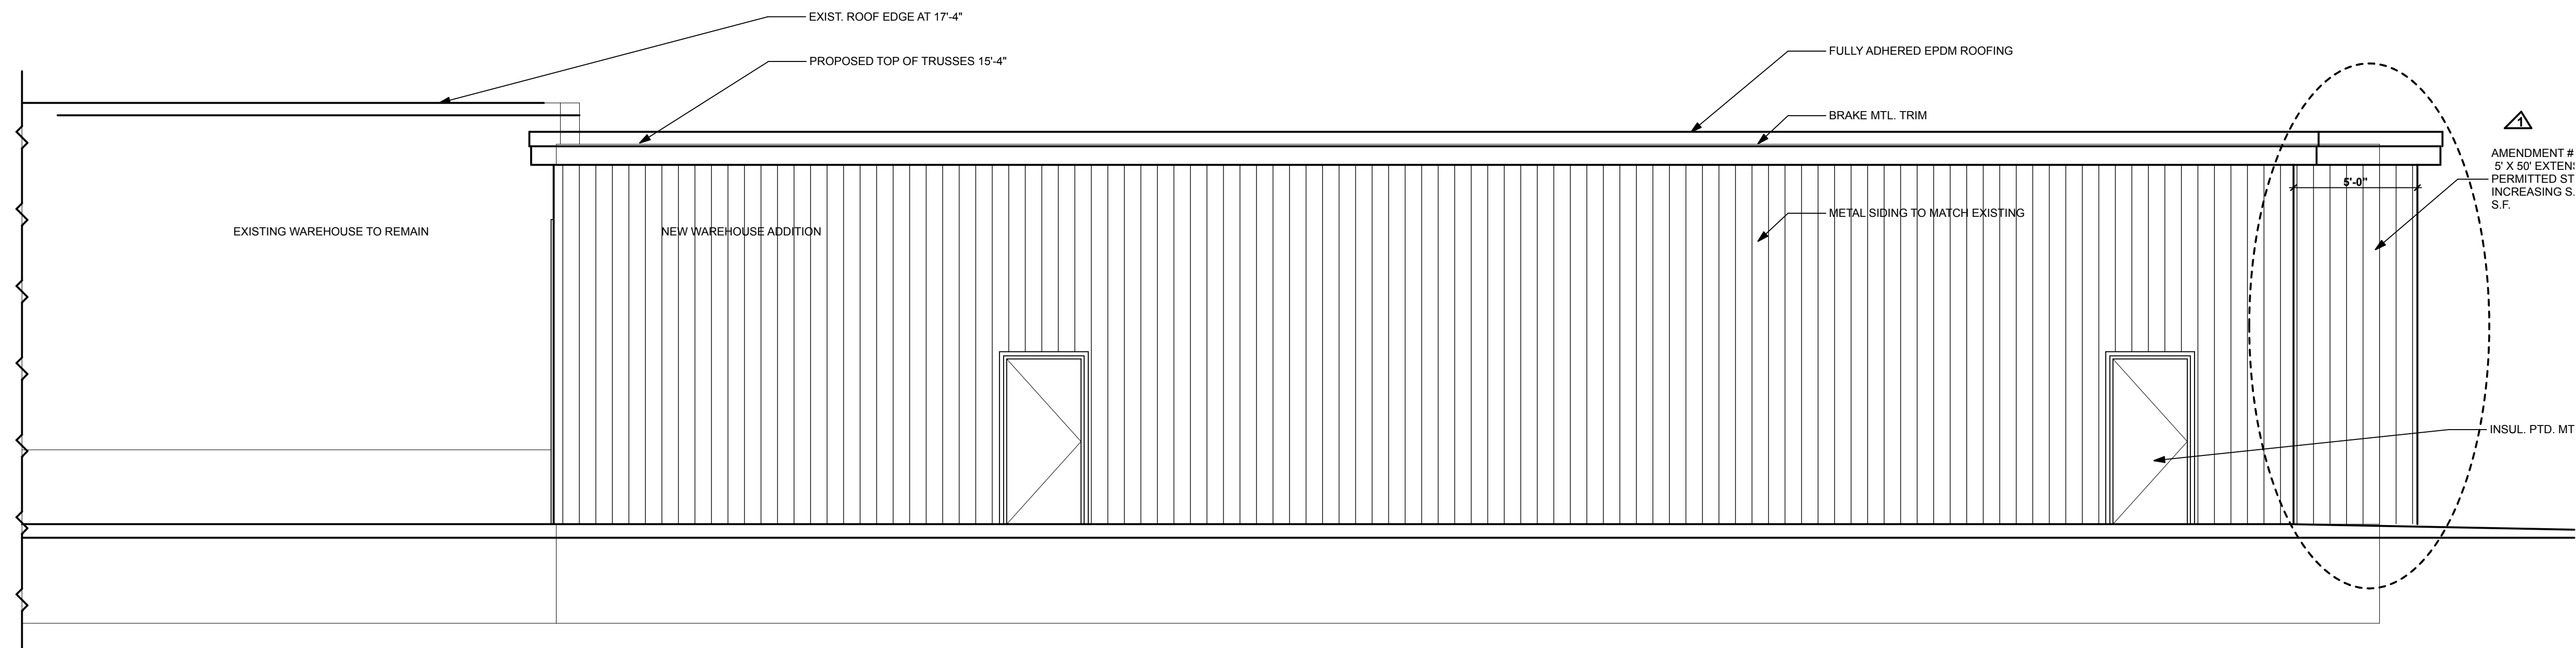 EXIST. ROOF EDGE AT 17'-4"
PROPOSED TOP OF TRUSSES 15'-4"
FULLY ADHERED EPDM ROOFING
BRAKE MTL. TRIM
1
AMENDMENT #
5' X 50' EXTENS
PERMITTED ST
INCREASING S.
S.F.
5'-0"
METAL SIDING TO MATCH EXISTING
EXISTING WAREHOUSE TO REMAIN
NEW WAREHOUSE ADDITION
INSUL. PTD. MT